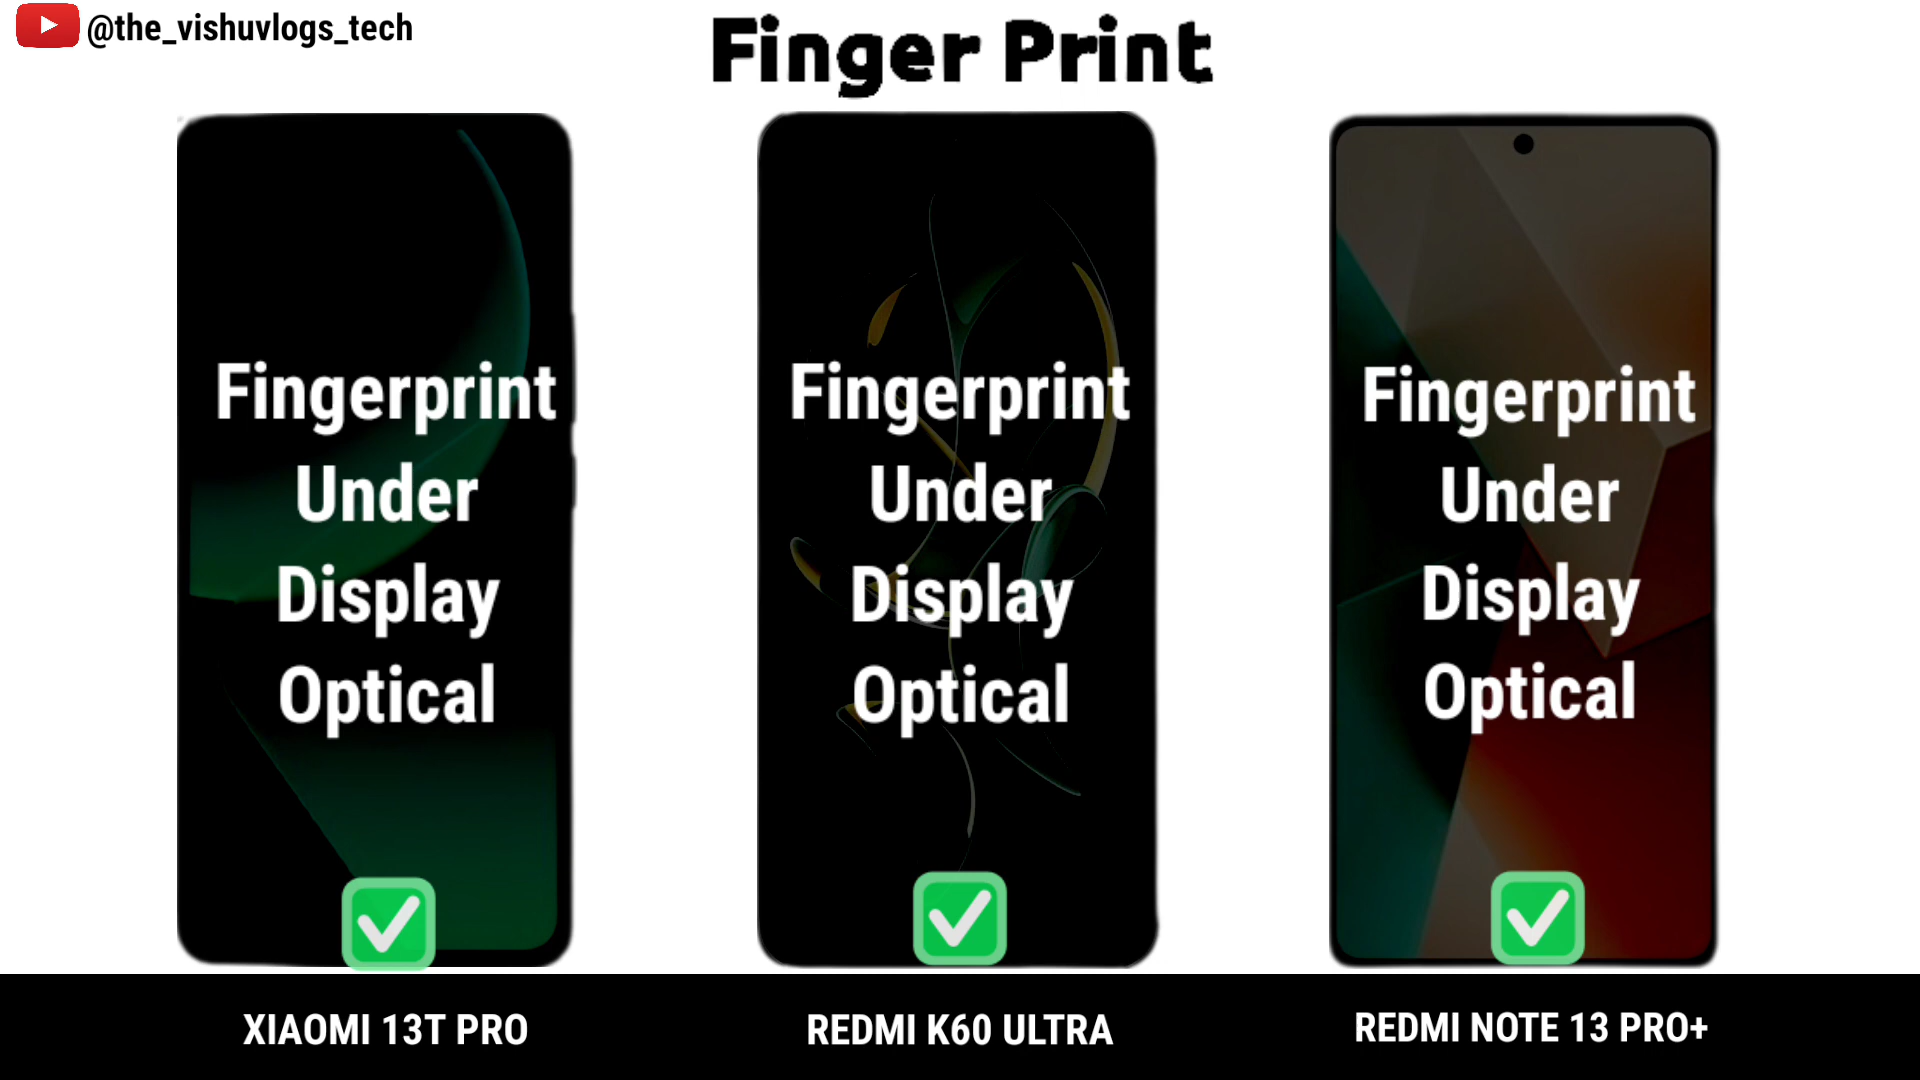 @the_vishuvlogs_tech
Finger Print
Fingerprint
Under
Display
Optical
Fingerprint
Under
Display
Optical
Fingerprint
Under
Display
Optical
XIAOMI 13T PRO
REDMI K60 ULTRA
REDMI NOTE 13 PRO+